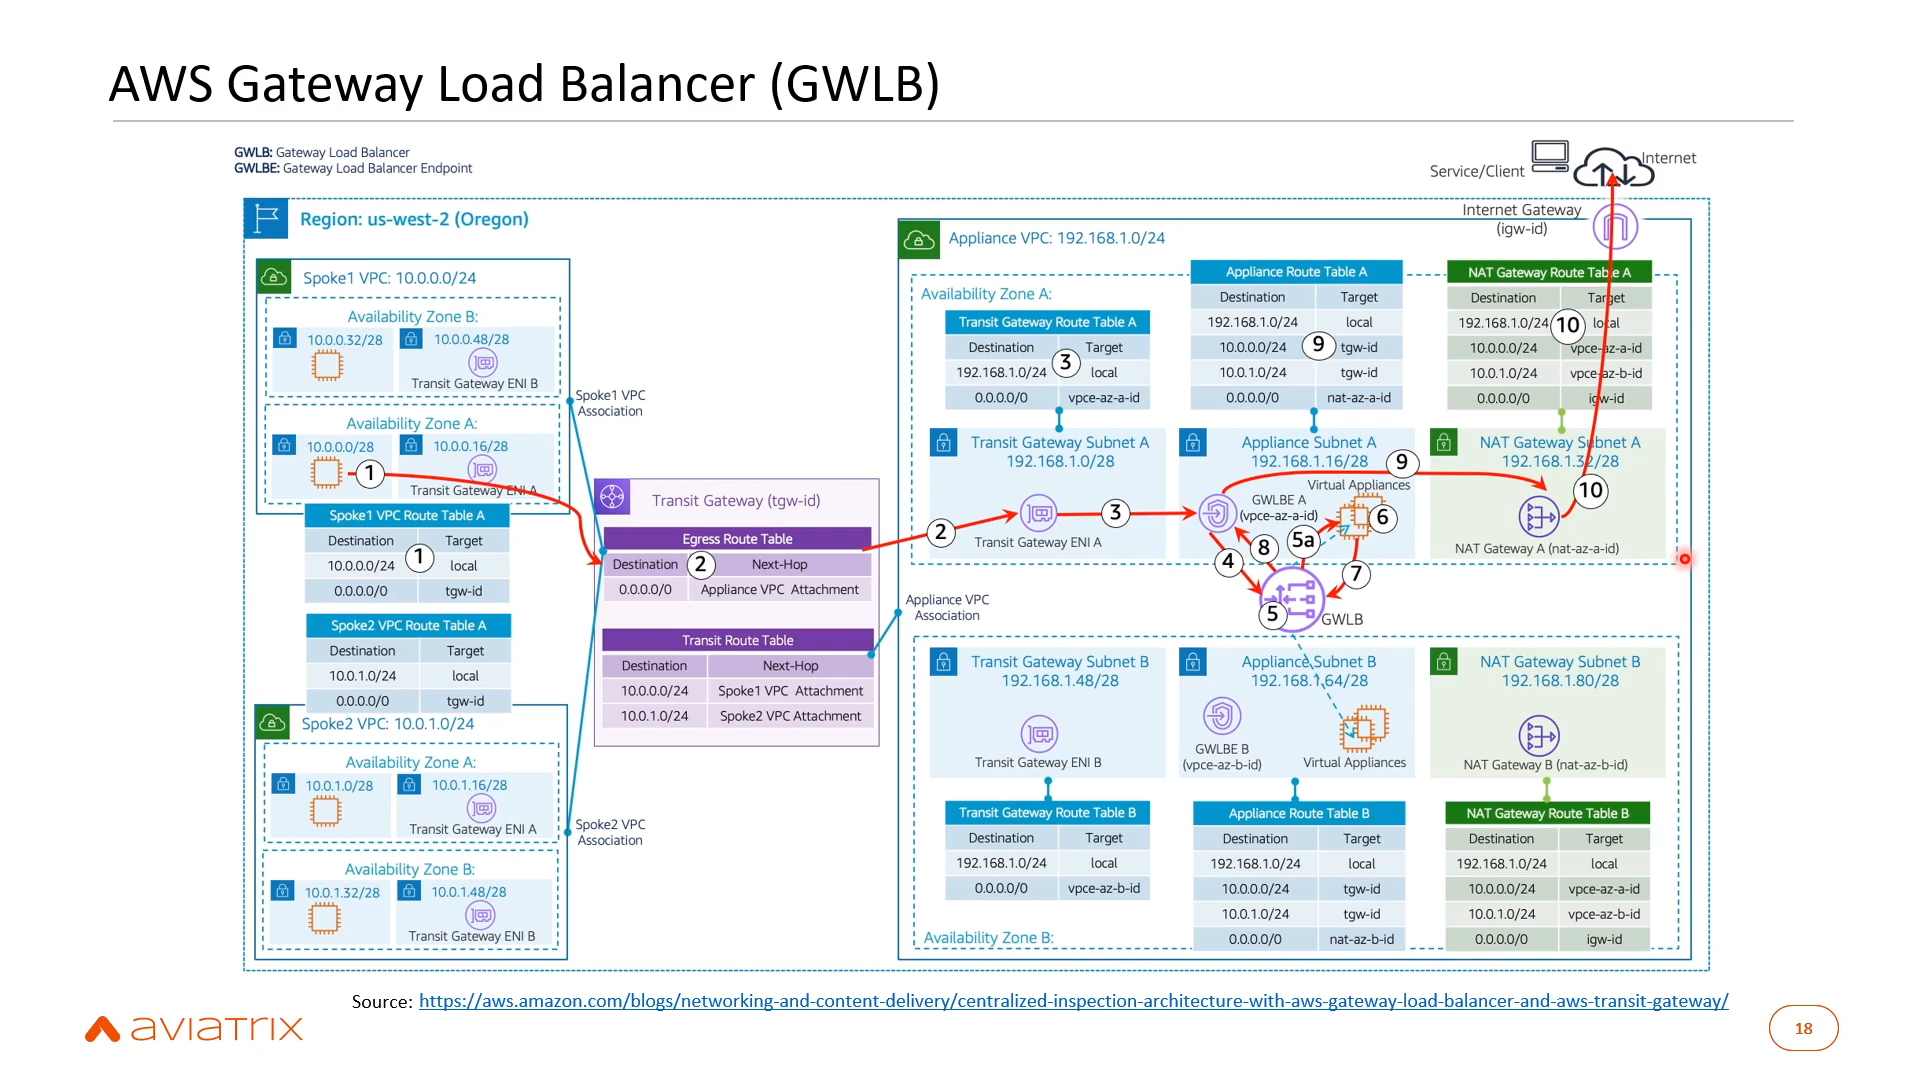 AWS Gateway Load Balancer (GWLB)
GWLB: Gateway Load Balancer
GWLBE: Gateway Load Balancer Endpoint
Service/Client
Internet
Internet Gateway
(igw-id)
Region: us-west-2 (Oregon)
Spoke1 VPC: 10.0.0.0/24
Availability Zone B:
10.0.0.32/28
10.0.0.48/28
Transit Gateway ENI B
Availability Zone A:
10.0.0.0/28
10.0.0.16/28
1
Transit Gateway ENI A
Spoke1 VPC Route Table A
Destination Target
1
10.0.0.0/24 local
0.0.0.0/0 tgw-id
Spoke2 VPC Route Table A
Destination Target
10.0.1.0/24 local
0.0.0.0/0 tgw-id
Spoke2 VPC: 10.0.1.0/24
Availability Zone A:
10.0.1.0/28
10.0.1.16/28
Transit Gateway ENI A
Availability Zone B:
10.0.1.32/28
10.0.1.48/28
Transit Gateway ENI B
Spoke1 VPC
Association
Spoke2 VPC
Association
Transit Gateway (tgw-id)
Egress Route Table
Destination 2 Next-Hop
0.0.0.0/0 Appliance VPC Attachment
Transit Route Table
Destination Next-Hop
10.0.0.0/24 Spoke1 VPC Attachment
10.0.1.0/24 Spoke2 VPC Attachment
Appliance VPC
Association
Appliance VPC: 192.168.1.0/24
Availability Zone A:
Transit Gateway Route Table A
Destination Target
3
192.168.1.0/24 local
0.0.0.0/0 vpce-az-a-id
Appliance Route Table A
Destination Target
192.168.1.0/24 local
10.0.0.0/24 9 tgw-id
10.0.1.0/24 tgw-id
0.0.0.0/0 nat-az-a-id
NAT Gateway Route Table A
Destination Target
192.168.1.0/24 10 local
10.0.0.0/24 vpce-az-a-id
10.0.1.0/24 vpce-az-b-id
0.0.0.0/0 igw-id
Transit Gateway Subnet A
192.168.1.0/28
2
3
Transit Gateway ENI A
Appliance Subnet A
192.168.1.16/28
9
Virtual Appliances
GWLBE A
(vpce-az-a-id)
6
5a
8
4
7
5
GWLB
NAT Gateway Subnet A
192.168.1.32/28
10
NAT Gateway A (nat-az-a-id)
Transit Gateway Subnet B
192.168.1.48/28
Transit Gateway ENI B
Appliance Subnet B
192.168.1.64/28
GWLBE B
(vpce-az-b-id)
Virtual Appliances
NAT Gateway Subnet B
192.168.1.80/28
NAT Gateway B (nat-az-b-id)
Transit Gateway Route Table B
Destination Target
192.168.1.0/24 local
0.0.0.0/0 vpce-az-b-id
Appliance Route Table B
Destination Target
192.168.1.0/24 local
10.0.0.0/24 tgw-id
10.0.1.0/24 tgw-id
0.0.0.0/0 nat-az-b-id
NAT Gateway Route Table B
Destination Target
192.168.1.0/24 local
10.0.0.0/24 vpce-az-a-id
10.0.1.0/24 vpce-az-b-id
0.0.0.0/0 igw-id
Availability Zone B:
Source: https://aws.amazon.com/blogs/networking-and-content-delivery/centralized-inspection-architecture-with-aws-gateway-load-balancer-and-aws-transit-gateway/
aviatrix
18